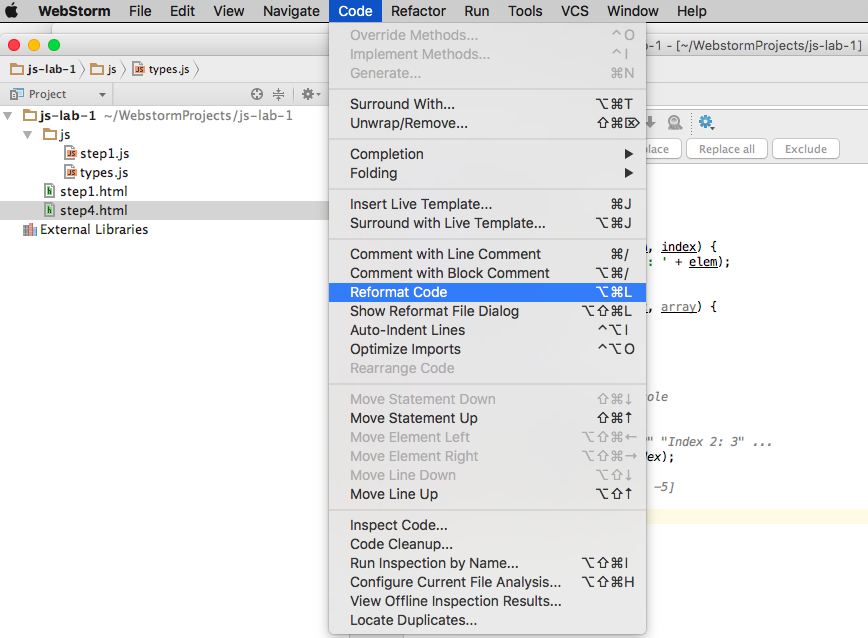 WebStorm File Edit View Navigate Code Refactor Run Tools VCS Window Help
-1 - [~/WebstormProjects/js-lab-1]
js-lab-1 js types.js
Project
js-lab-1 ~/WebstormProjects/js-lab-1
js
step1.js
types.js
step1.html
step4.html
External Libraries
Override Methods... ^O
Implement Methods... ^I
Generate... ⌘N
Surround With... ⌥⌘T
Unwrap/Remove... ⇧⌘⌦
Completion ▶
Folding ▶
Insert Live Template... ⌘J
Surround with Live Template... ⌥⌘J
Comment with Line Comment ⌘/
Comment with Block Comment ⌥⌘/
Reformat Code ⌥⌘L
Show Reformat File Dialog ⌥⇧⌘L
Auto-Indent Lines ^⌥I
Optimize Imports ^⌥O
Rearrange Code
Move Statement Down ⇧⌘↓
Move Statement Up ⇧⌘↑
Move Element Left ⌥⇧⌘←
Move Element Right ⌥⇧⌘→
Move Line Down ⌥⇧↓
Move Line Up ⌥⇧↑
Inspect Code...
Code Cleanup...
Run Inspection by Name... ⌥⇧⌘I
Configure Current File Analysis... ⌥⇧⌘H
View Offline Inspection Results...
Locate Duplicates...
lace Replace all Exclude
, index) {
: ' + elem);
, array) {
ole
" "Index 2: 3" ...
ex);
-5]